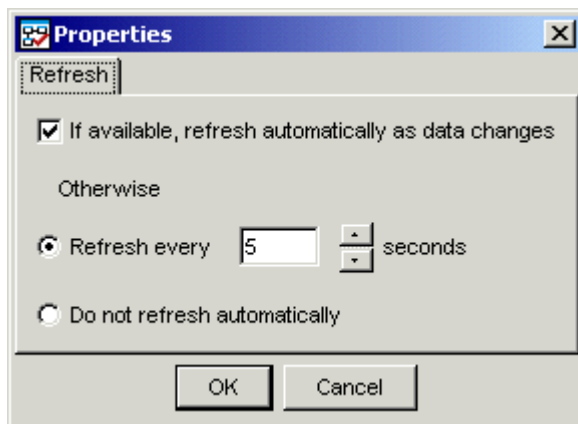 Properties
Refresh
If available, refresh automatically as data changes
Otherwise
Refresh every 5 seconds
Do not refresh automatically
OK Cancel